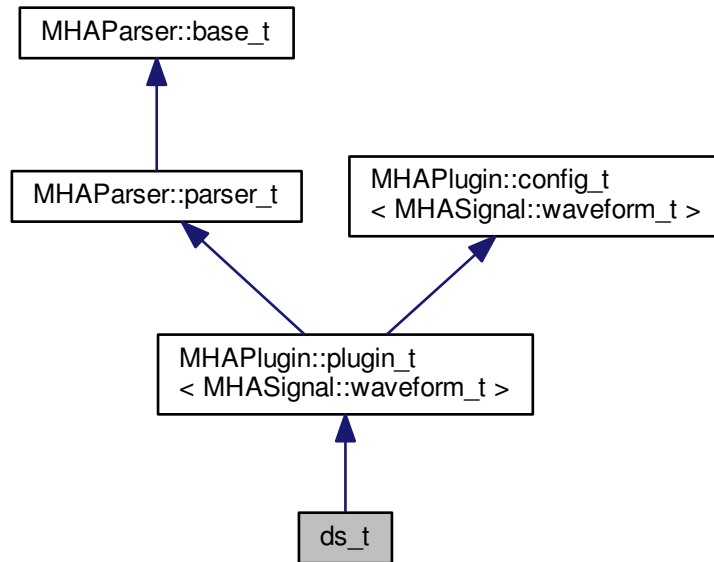 MHAParser::base_t
MHAParser::parser_t
MHAPlugin::config_t
< MHASignal::waveform_t >
MHAPlugin::plugin_t
< MHASignal::waveform_t >
ds_t